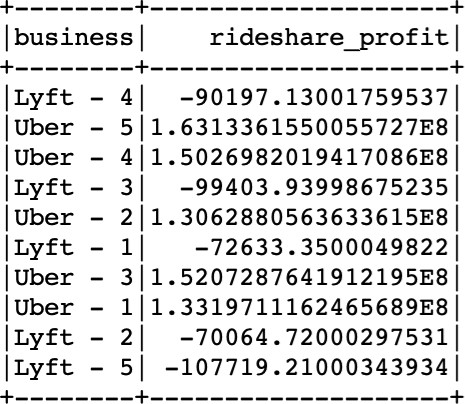 +--------+--------------------+
|business|    rideshare_profit|
+--------+--------------------+
|Lyft - 4|  -90197.13001759537|
|Uber - 5|1.6313361550055727E8|
|Uber - 4|1.5026982019417086E8|
|Lyft - 3|  -99403.93998675235|
|Uber - 2|1.3062880563633615E8|
|Lyft - 1|   -72633.3500049822|
|Uber - 3|1.5207287641912195E8|
|Uber - 1|1.3319711162465689E8|
|Lyft - 2|  -70064.72000297531|
|Lyft - 5| -107719.21000343934|
+--------+--------------------+